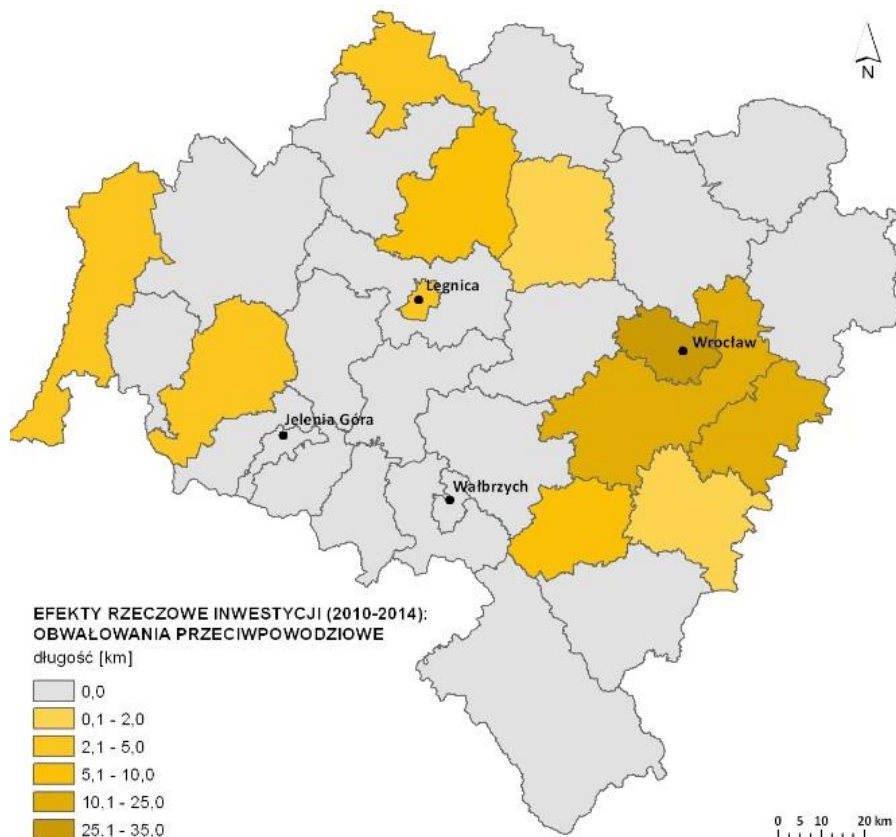 N
Legnica
Wrocław
Jelenia Góra
Wałbrzych
EFEKTY RZECZOWE INWESTYCJI (2010-2014):
OBWAŁOWANIA PRZECIWPOWODZIOWE
długość [km]
0,0
0,1 - 2,0
2,1 - 5,0
5,1 - 10,0
10,1 - 25,0
25,1 - 35,0
0 5 10 20 km